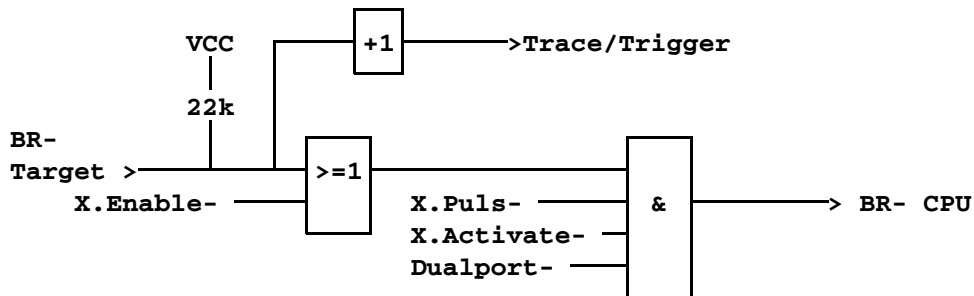 +1
VCC
>Trace/Trigger
22k
BR-
Target >
>=1
X.Enable-
X.Puls-
&
> BR- CPU
X.Activate-
Dualport-